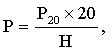 P = P₂₀ × 20 / H ,